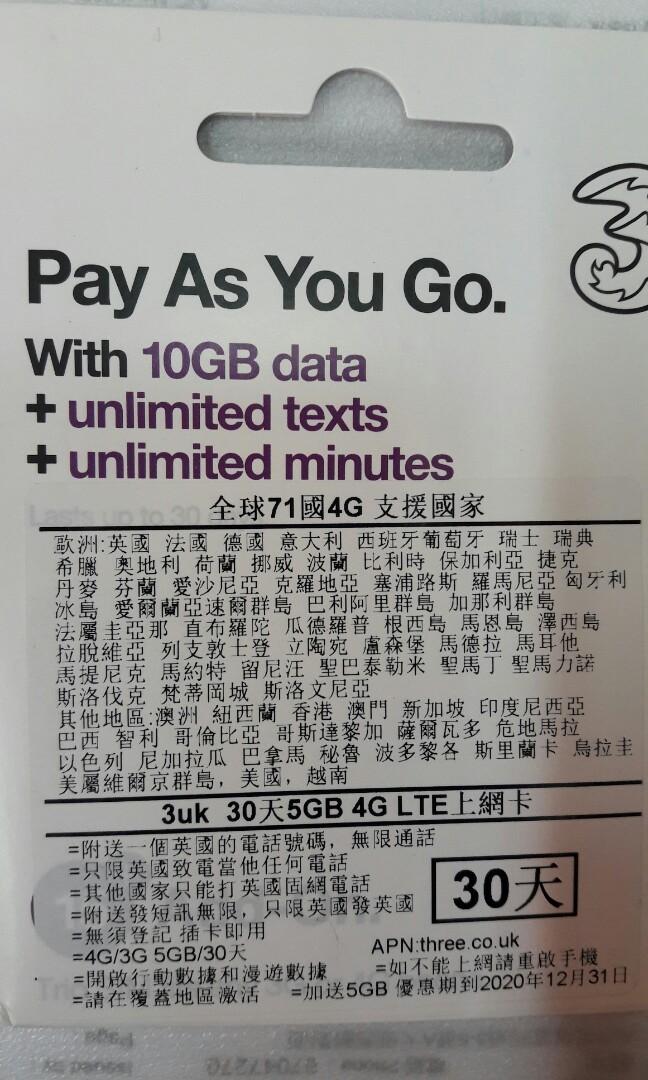 Pay As You Go.
With 10GB data
+ unlimited texts
+ unlimited minutes
Lasts up to 30
全球71國4G 支援國家
歐洲:英國 法國 德國 意大利 西班牙葡萄牙 瑞士 瑞典
希臘 奧地利 荷蘭 挪威 波蘭 比利時 保加利亞 捷克
丹麥 芬蘭 愛沙尼亞 克羅地亞 塞浦路斯 羅馬尼亞 匈牙利
冰島 愛爾蘭亞速爾群島 巴利阿里群島 加那利群島
法屬圭亞那 直布羅陀 瓜德羅普 根西島 馬恩島 澤西島
拉脫維亞 列支敦士登 立陶宛 盧森堡 馬德拉 馬耳他
馬提尼克 馬約特 留尼汪 聖巴泰勒米 聖馬丁 聖馬力諾
斯洛伐克 梵蒂岡城 斯洛文尼亞
其他地區:澳洲 紐西蘭 香港 澳門 新加坡 印度尼西亞
巴西 智利 哥倫比亞 哥斯達黎加 薩爾瓦多 危地馬拉
以色列 尼加拉瓜 巴拿馬 秘魯 波多黎各 斯里蘭卡 烏拉圭
美屬維爾京群島, 美國, 越南
3uk 30天5GB 4G LTE上網卡
=附送一個英國的電話號碼, 無限通話
=只限英國致電當他任何電話
=其他國家只能打英國固網電話
=附送發短訊無限, 只限英國發英國
=無須登記 插卡即用
=4G/3G 5GB/30天
=開啟行動數據和漫遊數據
=請在覆蓋地區激活
30天
APN:three.co.uk
=如不能上網請重啟手機
=加送5GB 優惠期到2020年12月31日